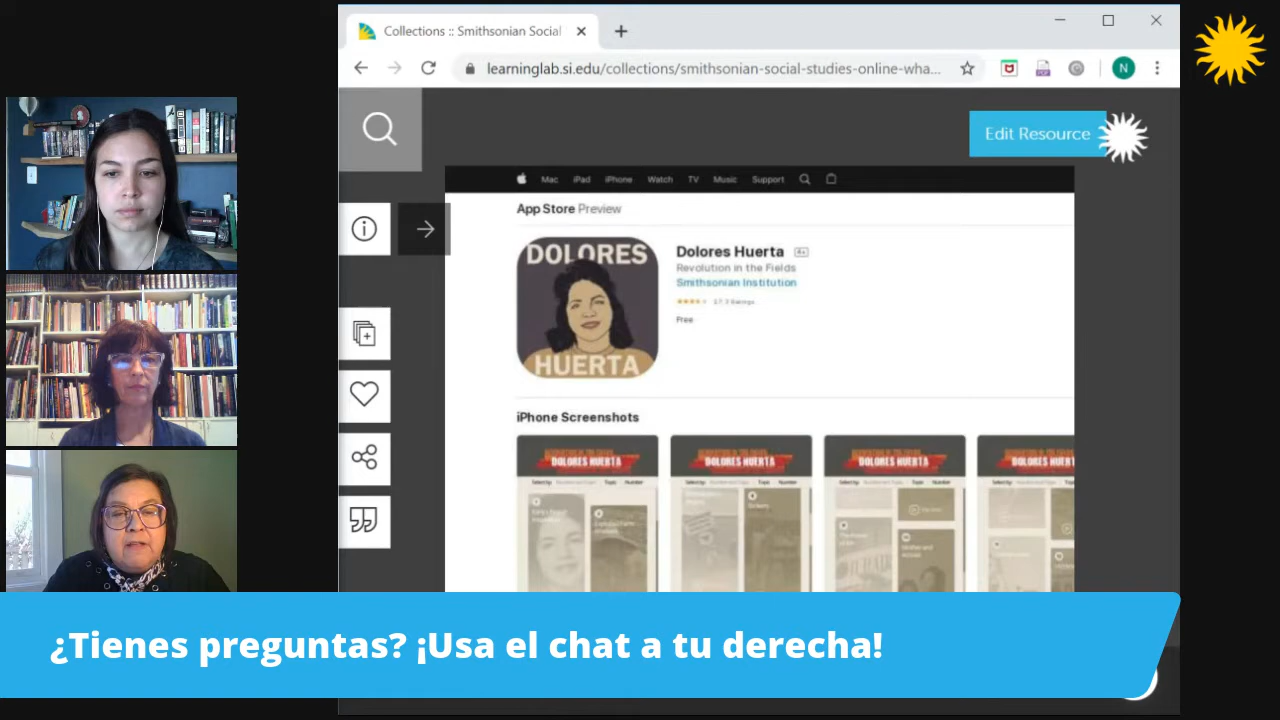 Collections :: Smithsonian Social
learninglab.si.edu/collections/smithsonian-social-studies-online-wha...
N
Edit Resource
Mac iPad iPhone Watch TV Music Support
App Store Preview
DOLORES
HUERTA
Dolores Huerta 4+
Revolution in the Fields
Smithsonian Institution
Free
iPhone Screenshots
DOLORES HUERTA
DOLORES HUERTA
DOLORES HUERTA
DOLORES HUERTA
¿Tienes preguntas? ¡Usa el chat a tu derecha!